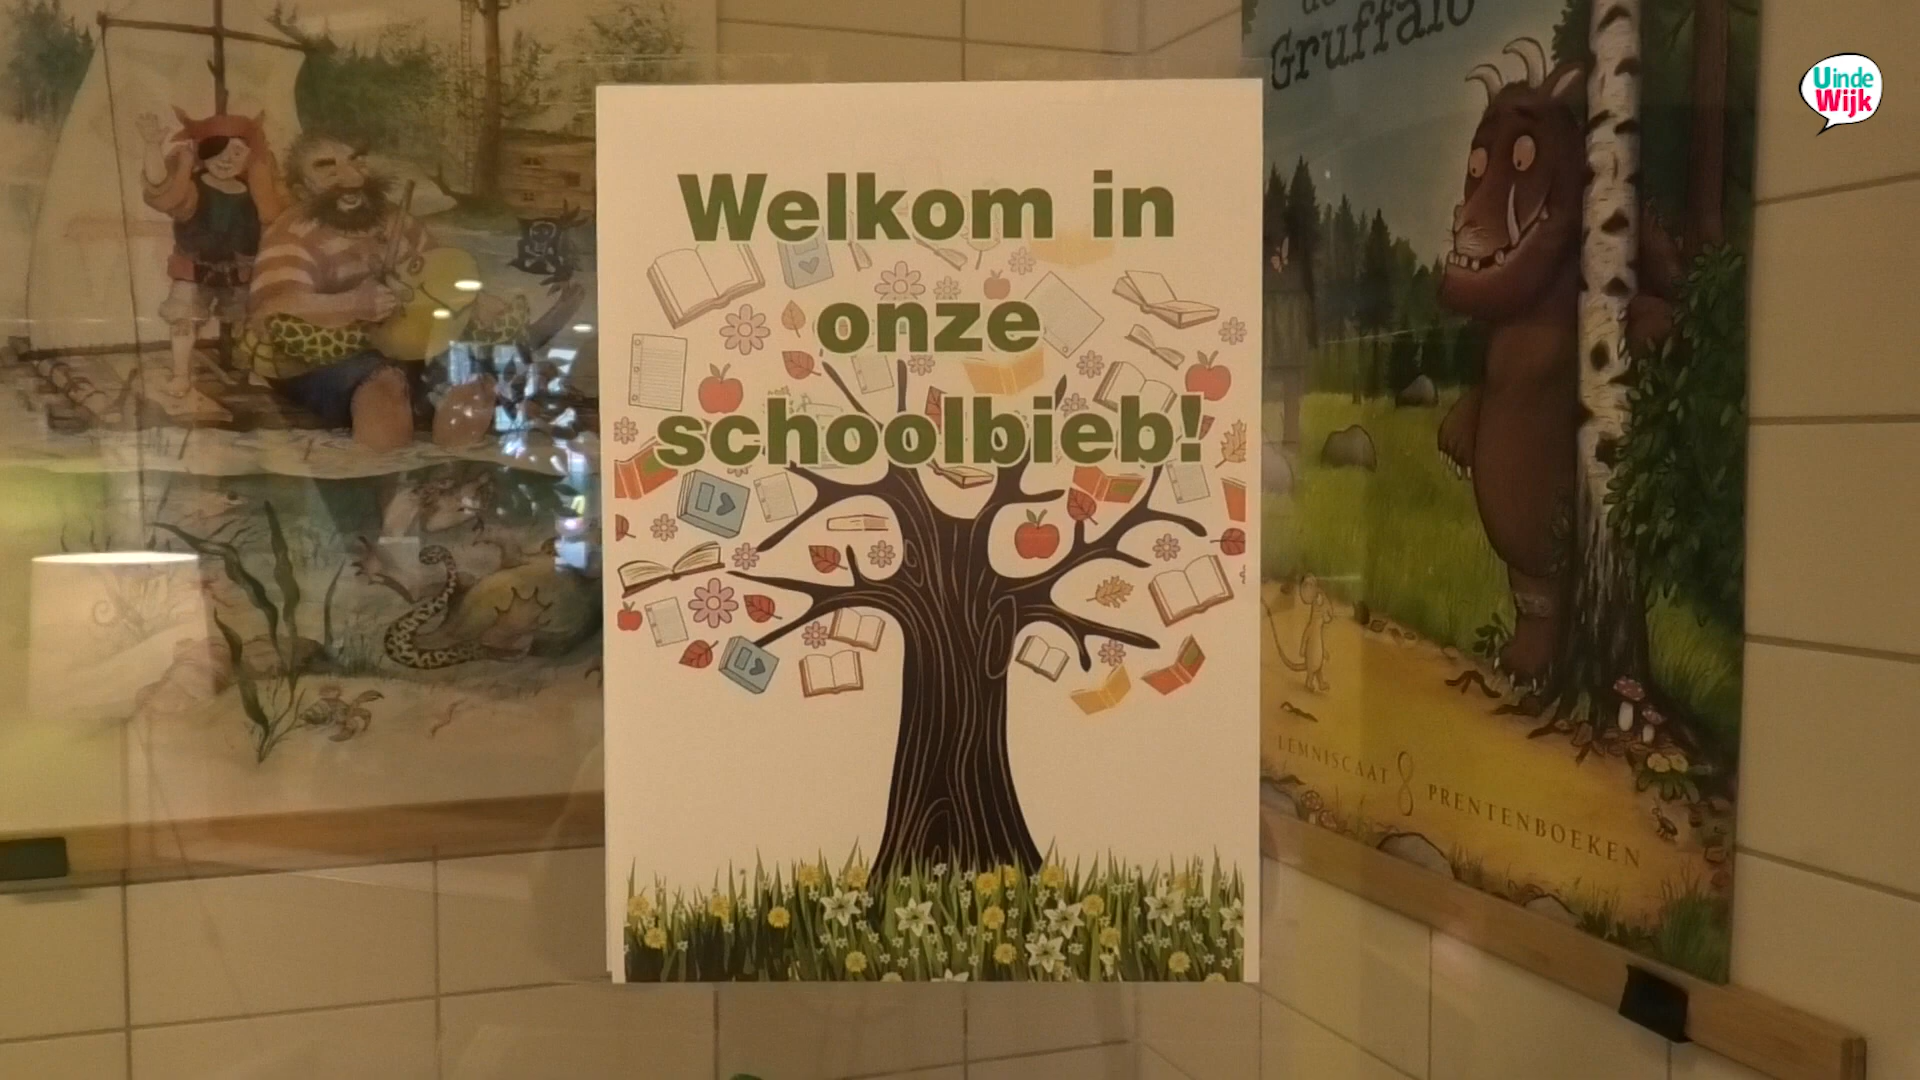 Gruffalo
Uinde
Wijk
Welkom in
onze
schoolbieb!
LEMNISCAAT
PRENTENBOEKEN